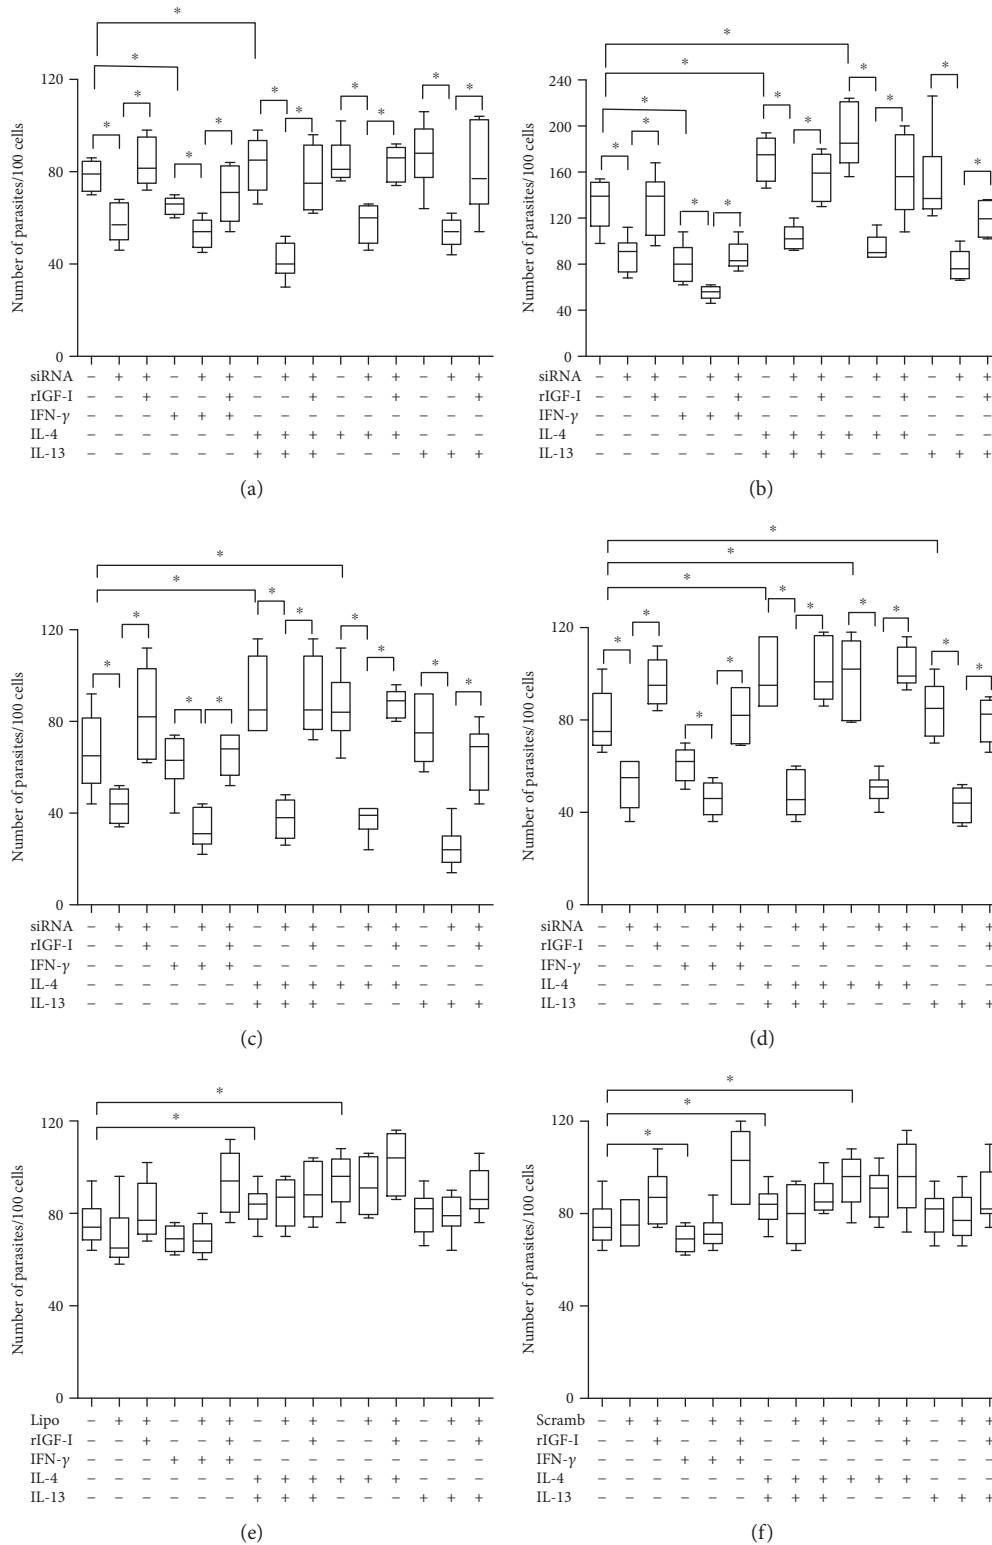 *
*
* * * * * * * * * *
Number of parasites/100 cells
120
80
40
0
siRNA − + + − + + − + + − + + − + +
rIGF-I − − + − − + − − + − − + − − +
IFN-γ − − − + + + − − − − − − − − −
IL-4 − − − − − − + + + + + + − − −
IL-13 − − − − − − + + + − − − + + +
(a)
*
*
*
* * * * * * * * * *
Number of parasites/100 cells
240
200
160
120
80
40
0
siRNA − + + − + + − + + − + + − + +
rIGF-I − − + − − + − − + − − + − − +
IFN-γ − − − + + + − − − − − − − − −
IL-4 − − − − − − + + + + + + − − −
IL-13 − − − − − − + + + − − − + + +
(b)
*
*
* * * * * * * * * *
Number of parasites/100 cells
120
80
40
0
siRNA − + + − + + − + + − + + − + +
rIGF-I − − + − − + − − + − − + − − +
IFN-γ − − − + + + − − − − − − − − −
IL-4 − − − − − − + + + + + + − − −
IL-13 − − − − − − + + + − − − + + +
(c)
*
*
*
* * * * * * * * * *
Number of parasites/100 cells
120
80
40
0
siRNA − + + − + + − + + − + + − + +
rIGF-I − − + − − + − − + − − + − − +
IFN-γ − − − + + + − − − − − − − − −
IL-4 − − − − − − + + + + + + − − −
IL-13 − − − − − − + + + − − − + + +
(d)
*
*
Number of parasites/100 cells
120
80
40
0
Lipo − + + − + + − + + − + + − + +
rIGF-I − − + − − + − − + − − + − − +
IFN-γ − − − + + + − − − − − − − − −
IL-4 − − − − − − + + + + + + − − −
IL-13 − − − − − − + + + − − − + + +
(e)
*
*
*
Number of parasites/100 cells
120
80
40
0
Scramb − + + − + + − + + − + + − + +
rIGF-I − − + − − + − − + − − + − − +
IFN-γ − − − + + + − − − − − − − − −
IL-4 − − − − − − + + + + + + − − −
IL-13 − − − − − − + + + − − − + + +
(f)